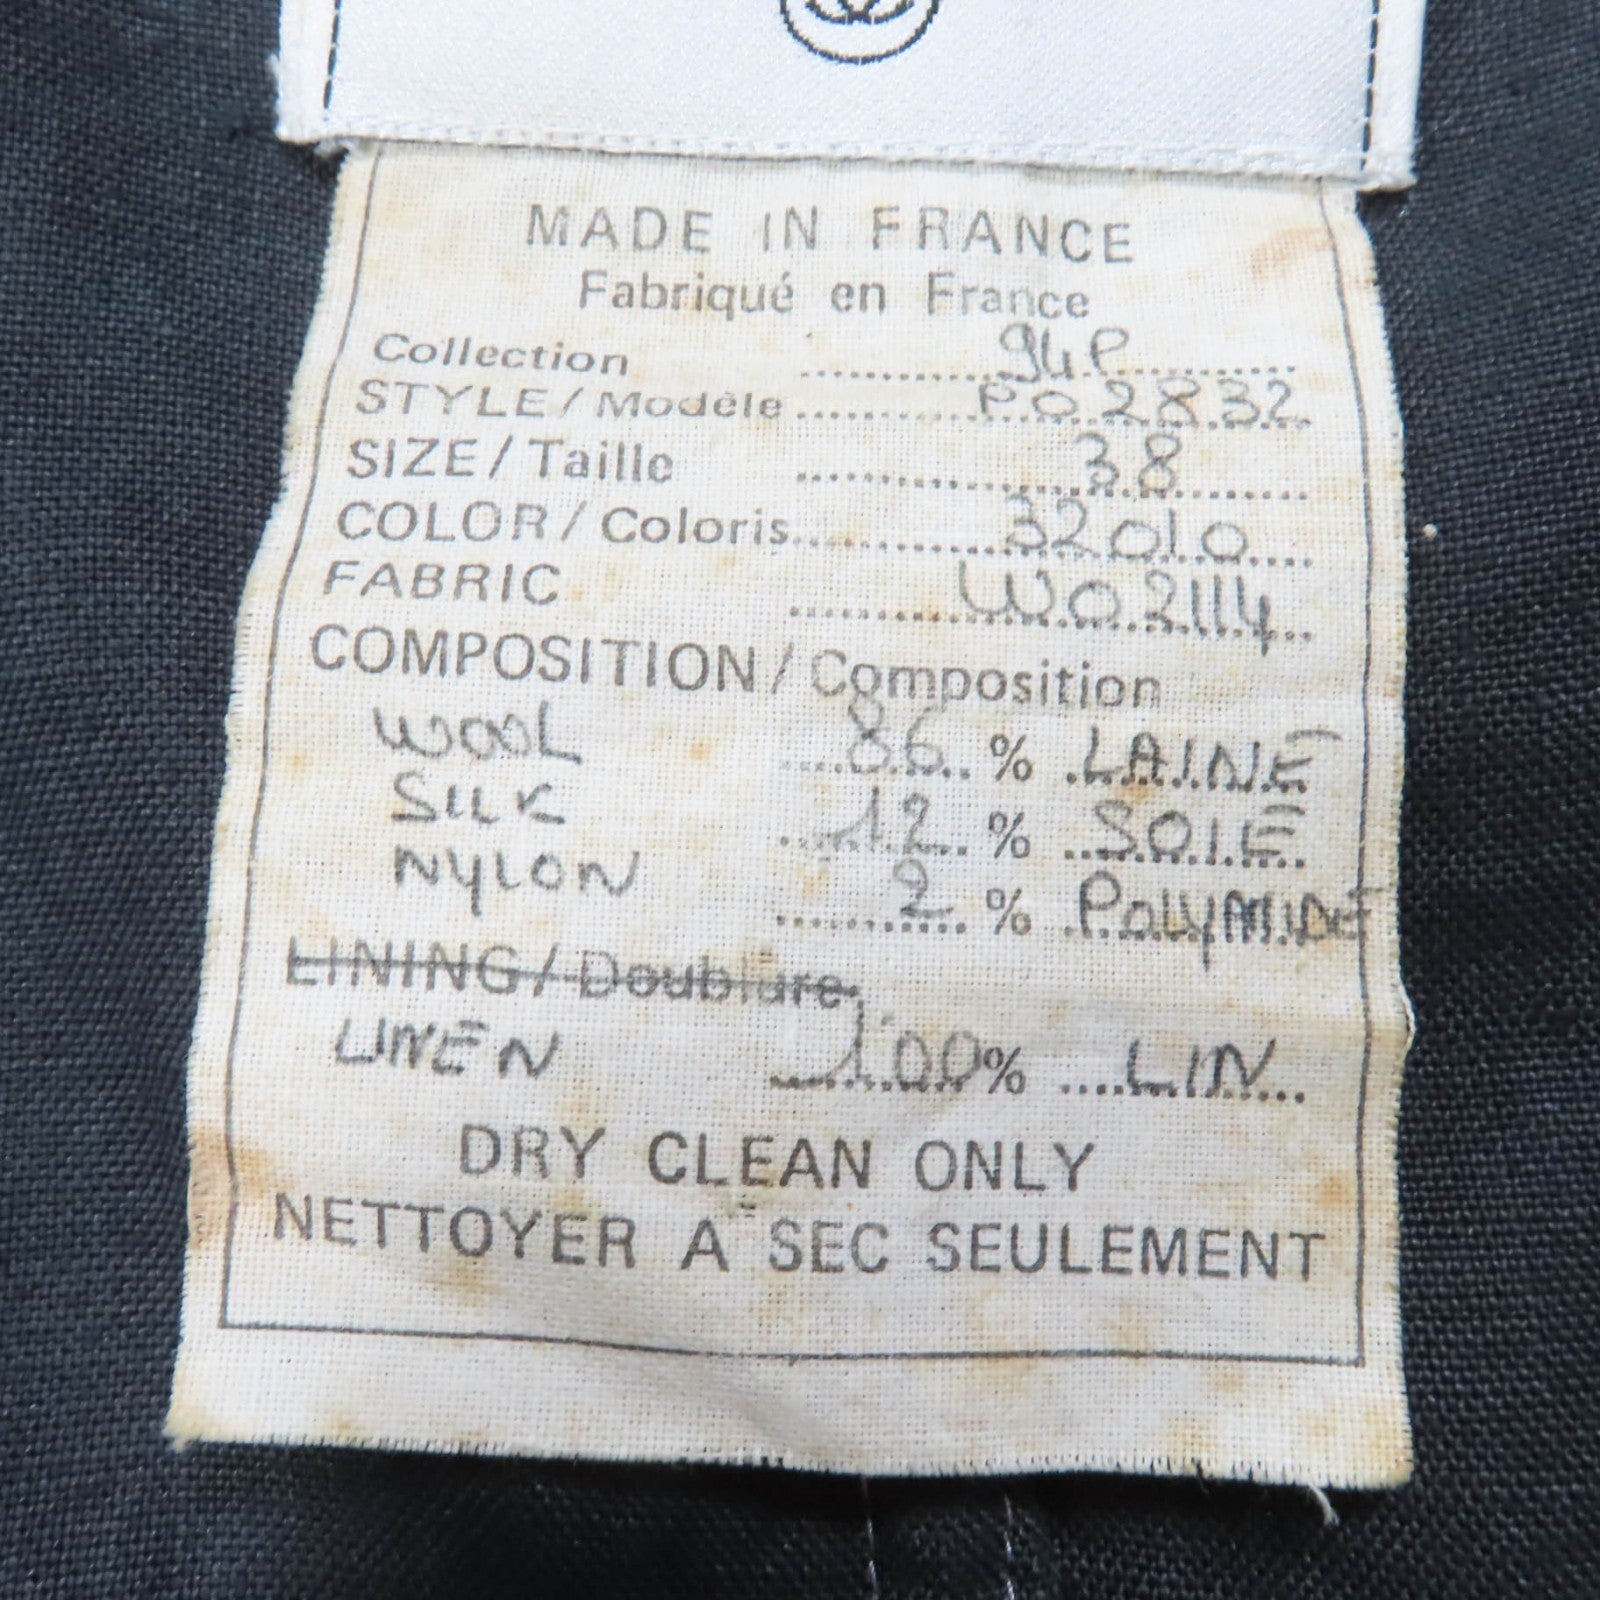 MADE IN FRANCE
Fabriqué en France
Collection 94P
STYLE / Modèle P02832
SIZE / Taille 38
COLOR / Coloris 32010
FABRIC W02114
COMPOSITION / Composition
WOOL 86 % LAINE
SILK 12 % SOIE
NYLON 2 % POLYAMIDE
LINING / Doublure
LINEN 100 % LIN
DRY CLEAN ONLY
NETTOYER A SEC SEULEMENT